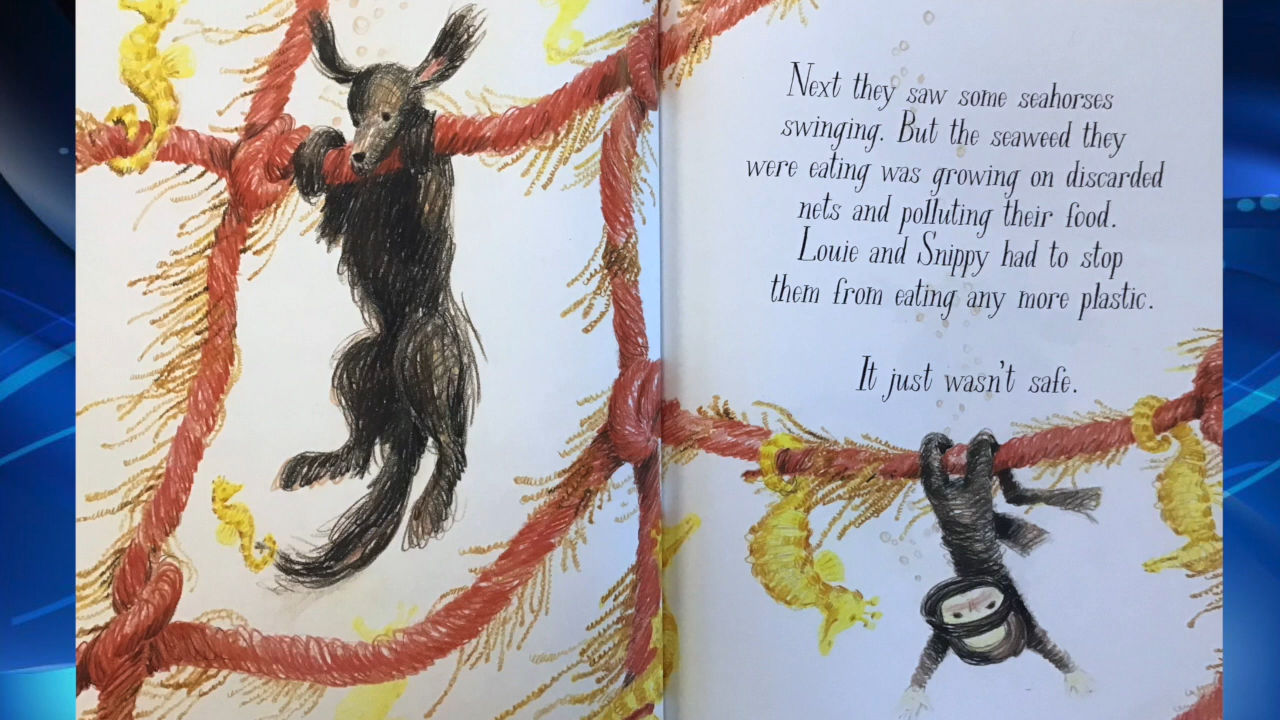 Next they saw some seahorses
swinging. But the seaweed they
were eating was growing on discarded
nets and polluting their food.
Louie and Snippy had to stop
them from eating any more plastic.
It just wasn't safe.